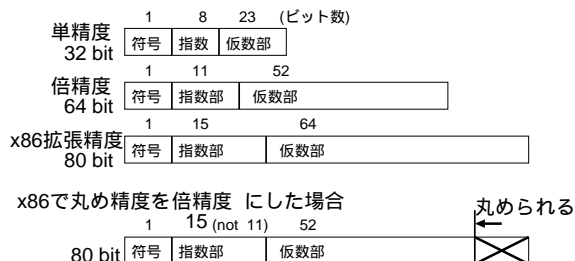 1 8 23 (ビット数)
単精度
32 bit
符号 指数 仮数部
1 11 52
倍精度
64 bit
符号 指数部 仮数部
1 15 64
x86拡張精度
80 bit
符号 指数部 仮数部
x86で丸め精度を倍精度 にした場合
丸められる
1 15 (not 11) 52
80 bit
符号 指数部 仮数部